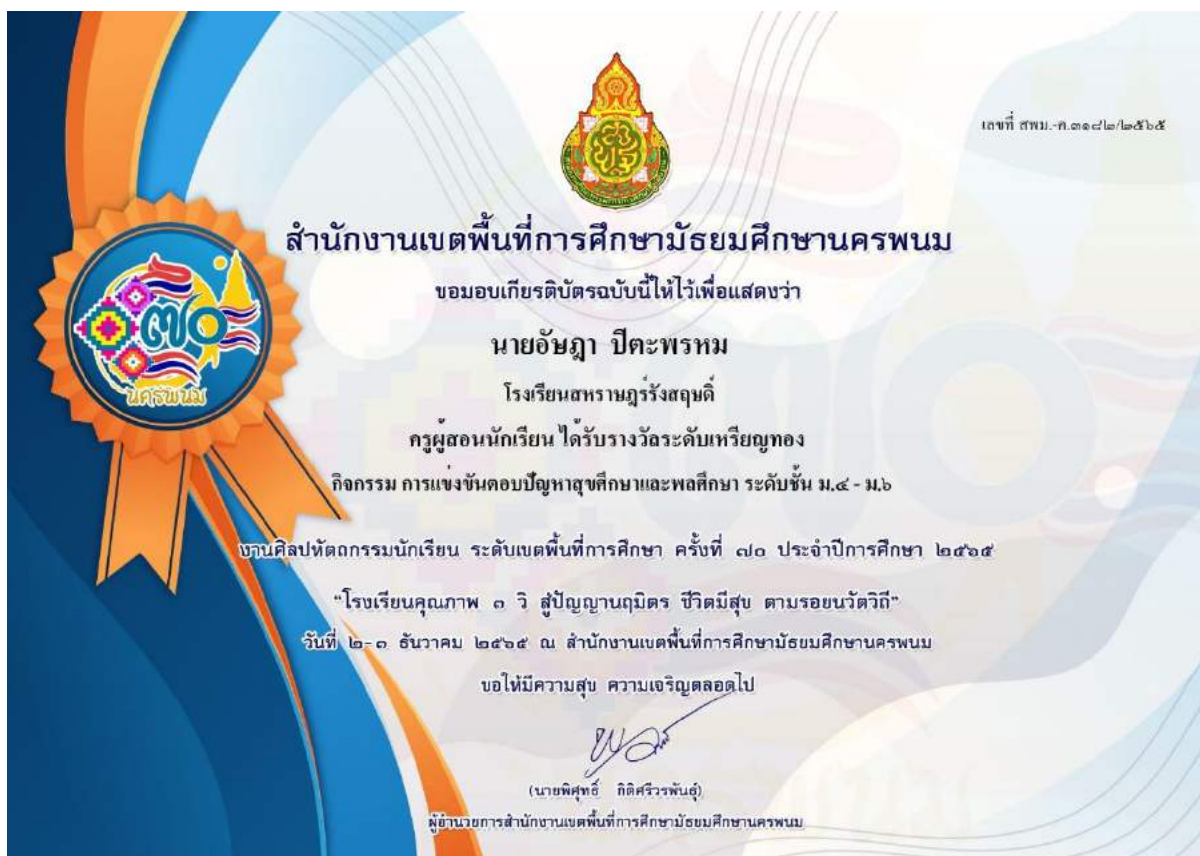 เลขที่ สพม.-ค.๓๑๘๒/๒๕๖๕
สำนักงานเขตพื้นที่การศึกษามัธยมศึกษานครพนม
ขอมอบเกียรติบัตรฉบับนี้ให้ไว้เพื่อแสดงว่า
นายอัษฎา ปีตะพรหม
โรงเรียนสหราษฎร์รังสฤษดิ์
ครูผู้สอนนักเรียน ได้รับรางวัลระดับเหรียญทอง
กิจกรรม การแข่งขันตอบปัญหาสุขศึกษาและพลศึกษา ระดับชั้น ม.๔ - ม.๖
๗๐
นครพนม
งานศิลปหัตถกรรมนักเรียน ระดับเขตพื้นที่การศึกษา ครั้งที่ ๗๐ ประจำปีการศึกษา ๒๕๖๕
“โรงเรียนคุณภาพ ๓ วิ สู่ปัญญานฤมิตร ชีวิตมีสุข ตามรอยนวัตวิถี”
วันที่ ๒-๓ ธันวาคม ๒๕๖๕ ณ สำนักงานเขตพื้นที่การศึกษามัธยมศึกษานครพนม
ขอให้มีความสุข ความเจริญตลอดไป
(นายพิศุทธิ์ กิติศรีวรพันธุ์)
ผู้อำนวยการสำนักงานเขตพื้นที่การศึกษามัธยมศึกษานครพนม